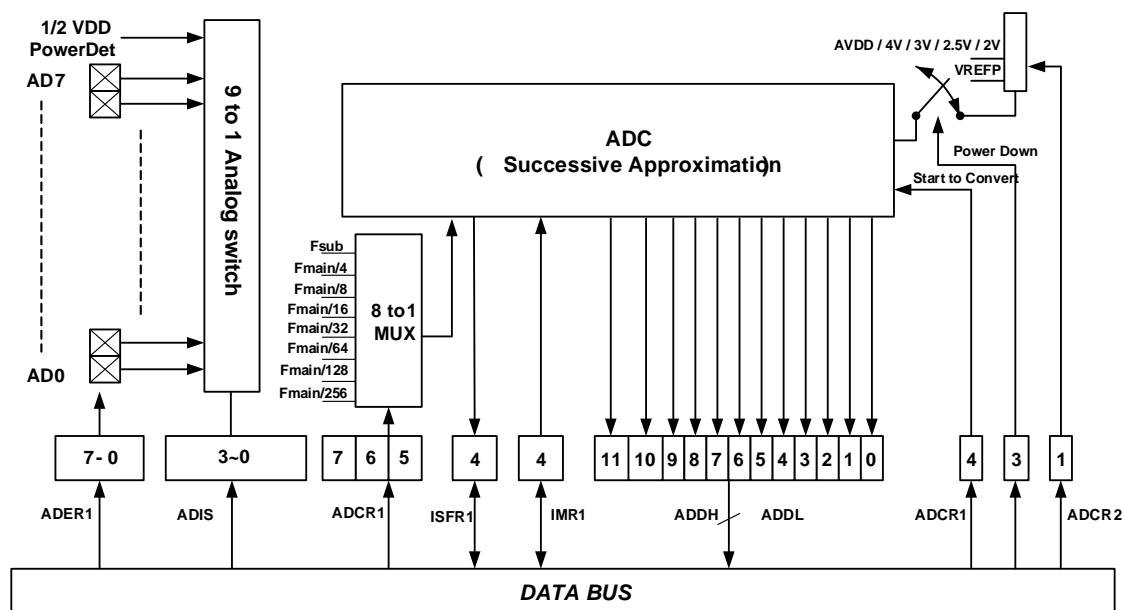 1/2 VDD
PowerDet
AD7
AD0
9 to 1 Analog switch
AVDD / 4V / 3V / 2.5V / 2V
VREFP
ADC
( Successive Approximation)
Power Down
Start to Convert
Fsub
Fmain/4
Fmain/8
Fmain/16
Fmain/32
Fmain/64
Fmain/128
Fmain/256
8 to1
MUX
7- 0
3~0
7 6 5
4
4
11 10 9 8 7 6 5 4 3 2 1 0
4
3
1
ADER1
ADIS
ADCR1
ISFR1
IMR1
ADDH
ADDL
ADCR1
ADCR2
DATA BUS